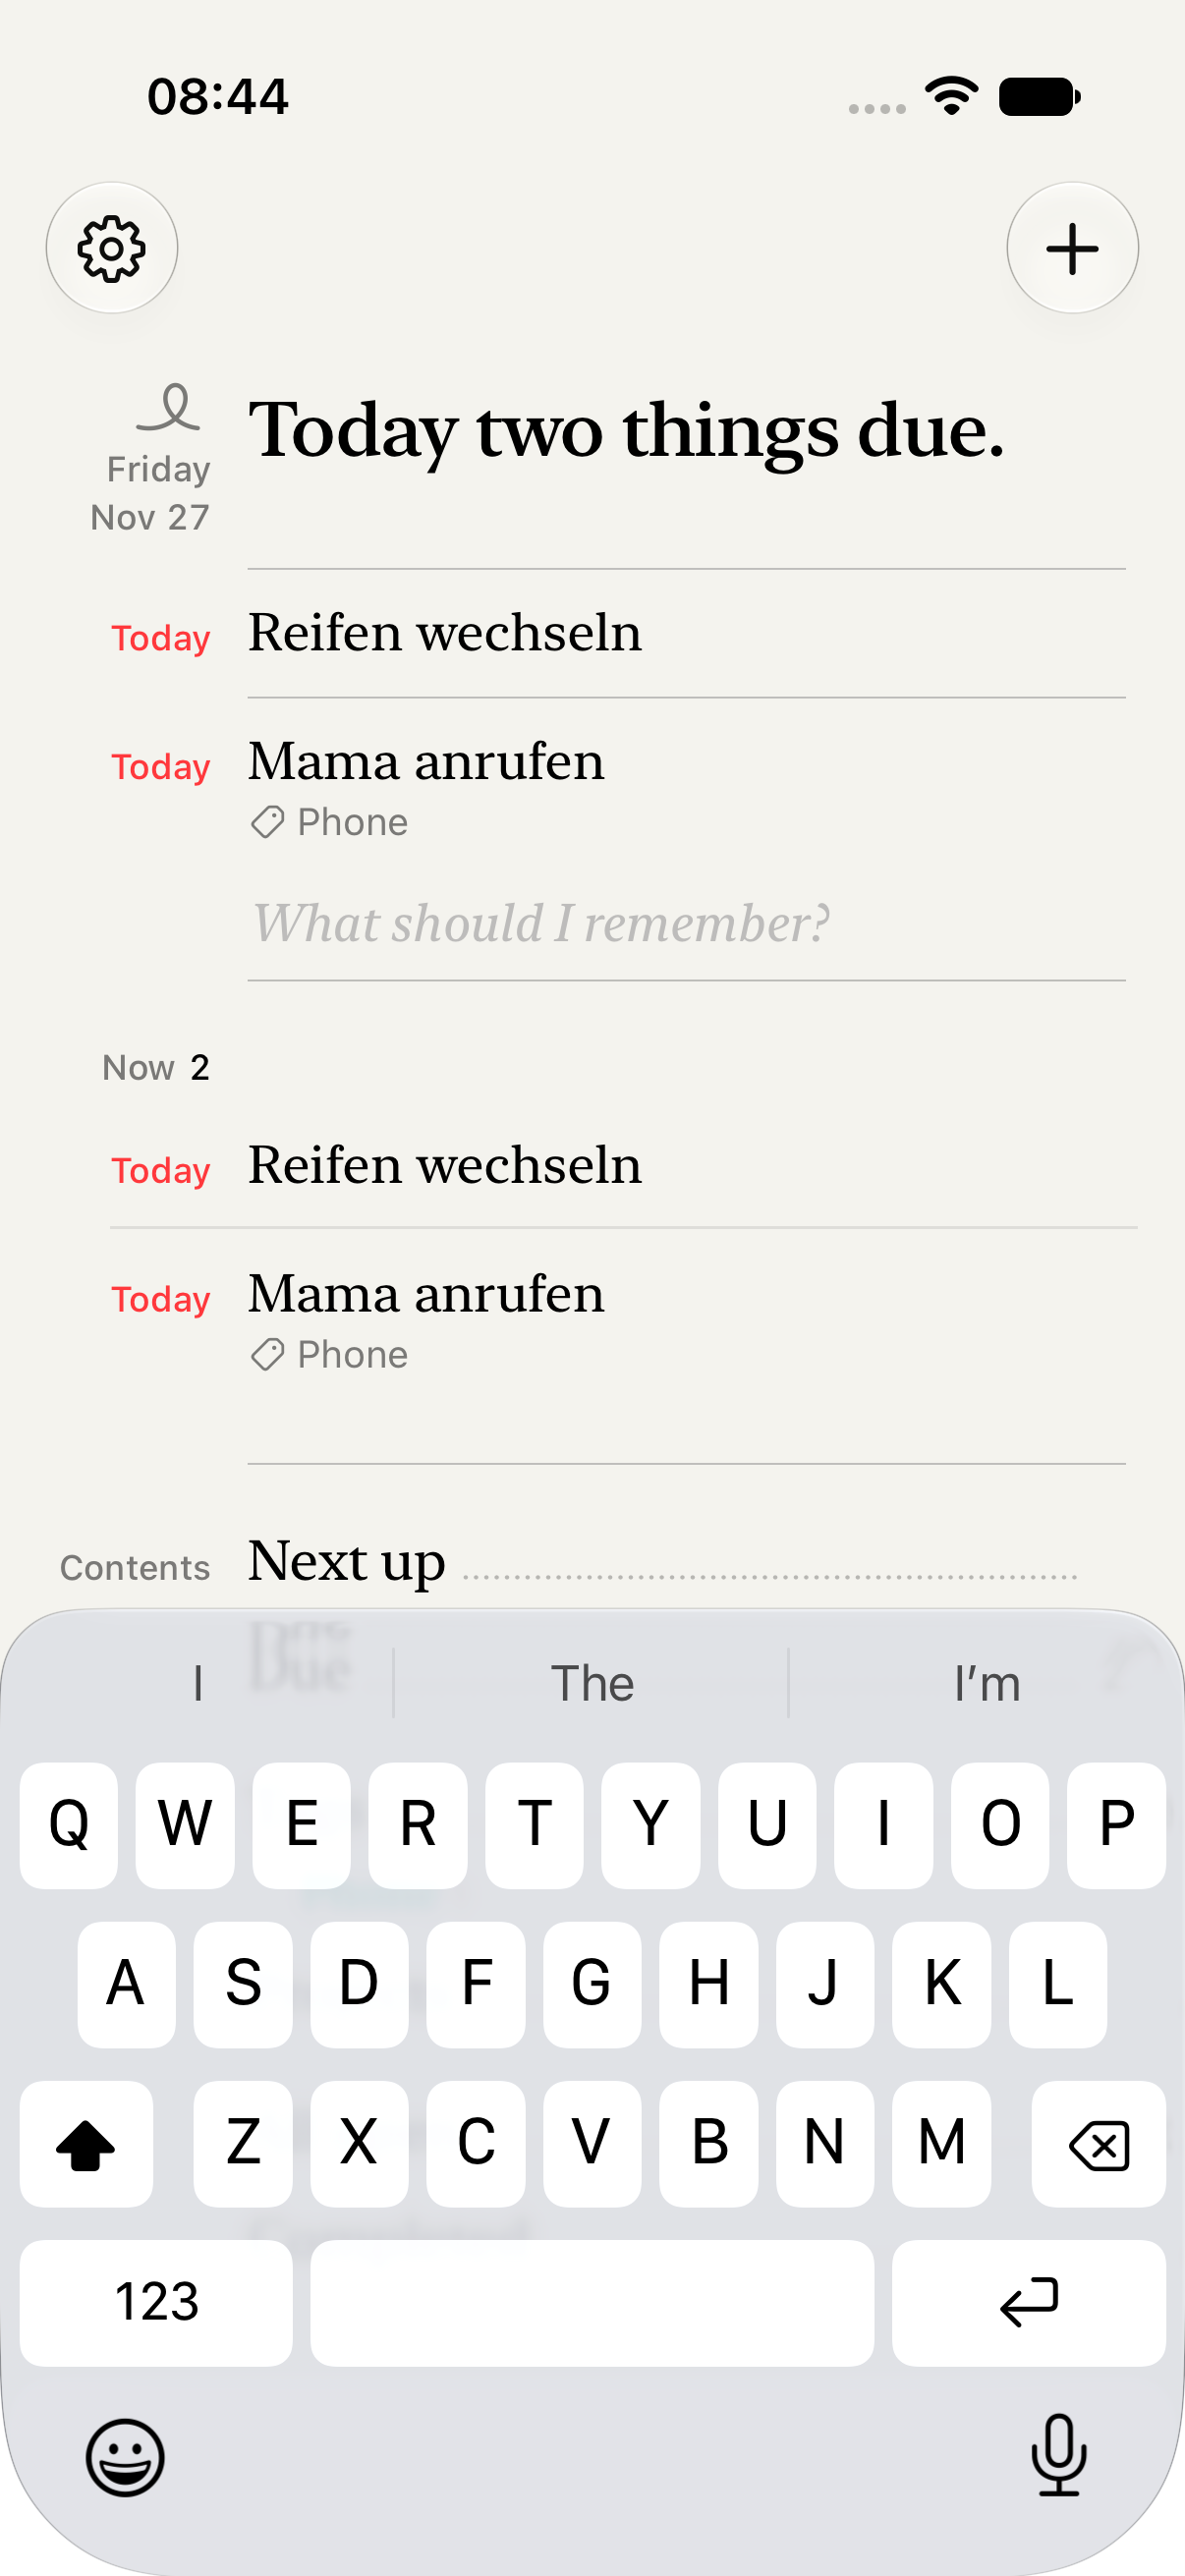 08:44
Today two things due.
Friday
Nov 27
Today Reifen wechseln
Today Mama anrufen
Phone
What should I remember?
Now 2
Today Reifen wechseln
Today Mama anrufen
Phone
Contents Next up
Due
I The I'm
Q W E R T Y U I O P
A S D F G H J K L
Z X C V B N M
123